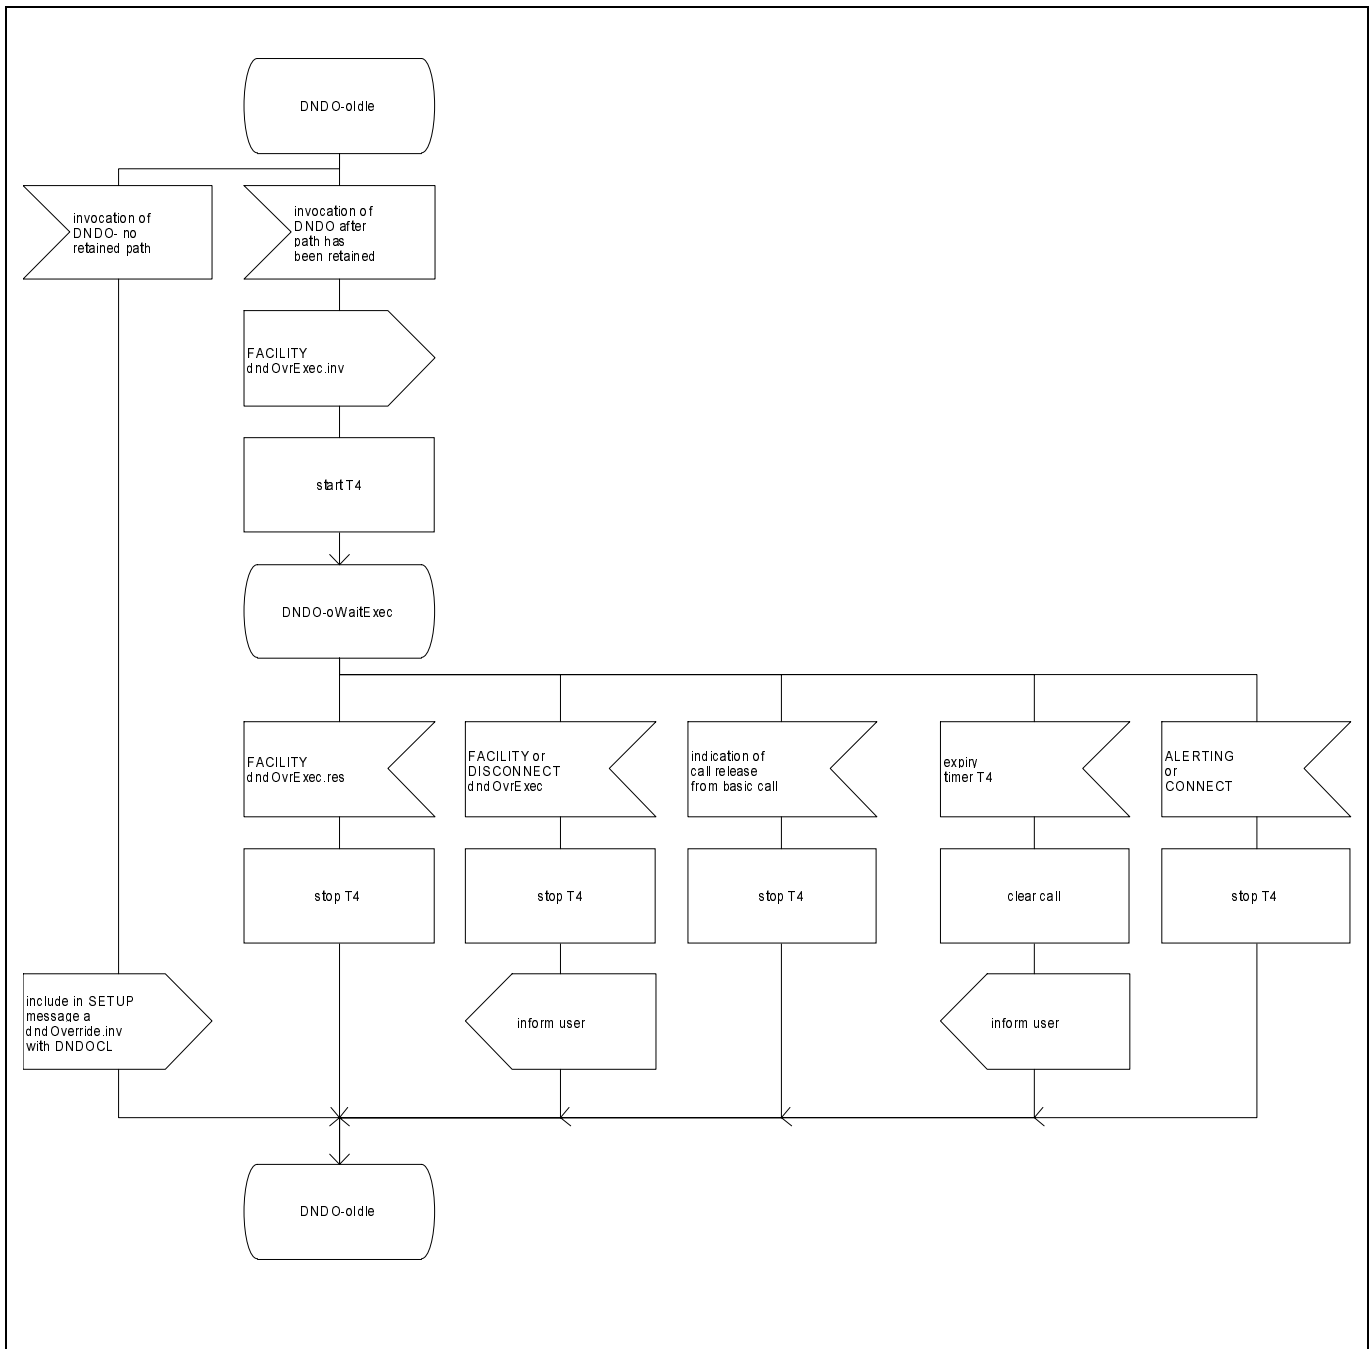 DNDO-oIdle
invocation of
DNDO- no
retained path
invocation of
DNDO after
path has
been retained
FACILITY
dndOvrExec.inv
start T4
DNDO-oWaitExec
FACILITY
dndOvrExec.res
FACILITY or
DISCONNECT
dndOvrExec
indication of
call release
from basic call
expiry
timer T4
ALERTING
or
CONNECT
stop T4
stop T4
stop T4
clear call
stop T4
include in SETUP
message a
dndOverride.inv
with DNDOCL
inform user
inform user
DNDO-oIdle